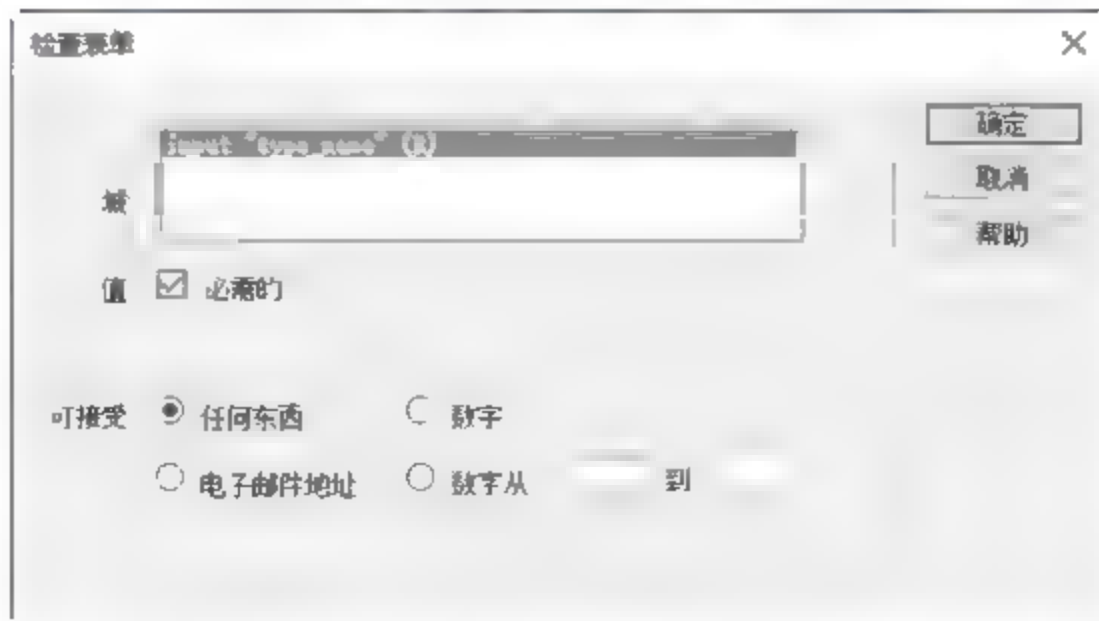 检查表单
input "type_name" (R)
确定
域
取消
帮助
值 必需的
可接受 任何东西 数字
电子邮件地址 数字从 到